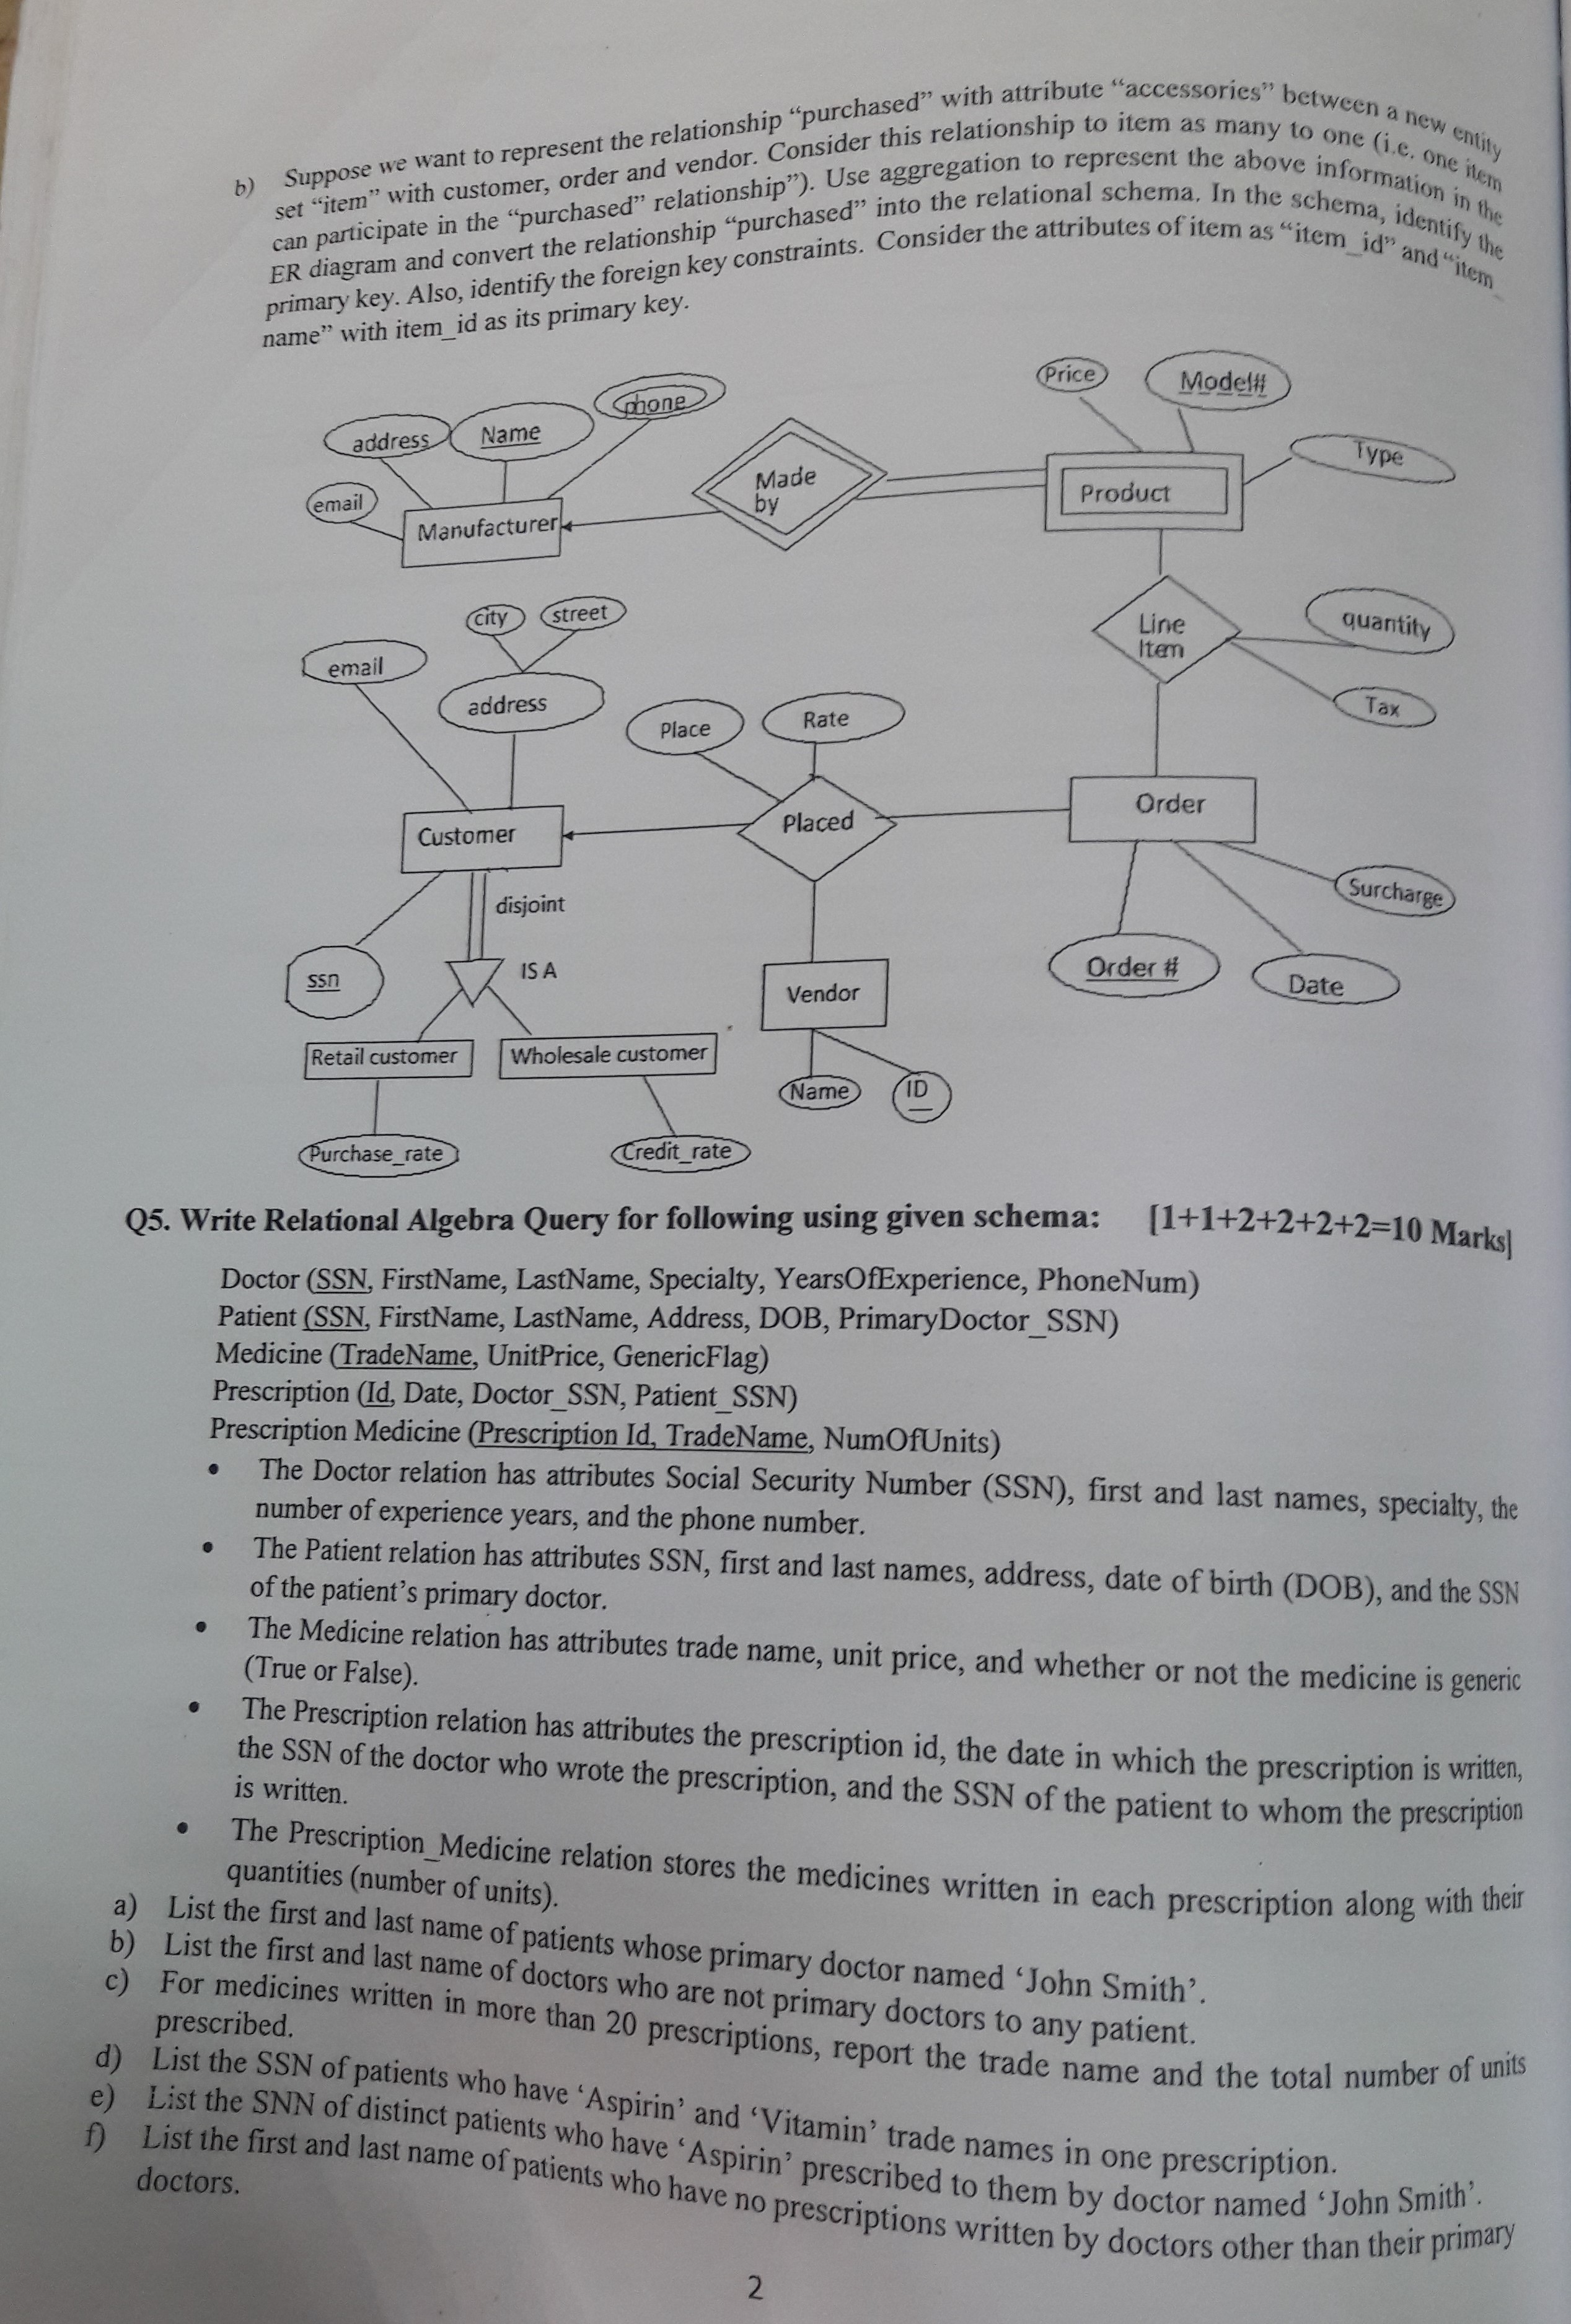 b) Suppose we want to represent the relationship “purchased” with attribute “accessories” between a new entity
set “item” with customer, order and vendor. Consider this relationship to item as many to one (i.e. one item
can participate in the “purchased” relationship”). Use aggregation to represent the above information in the
ER diagram and convert the relationship “purchased” into the relational schema. In the schema, identify the
primary key. Also, identify the foreign key constraints. Consider the attributes of item as “item_id” and “item_
name” with item_id as its primary key.
Price
Model#
phone
address
Name
Type
email
Made
by
Product
Manufacturer
city
street
quantity
Line
Item
email
address
Tax
Place
Rate
Order
Customer
Placed
disjoint
Surcharge
ssn
IS A
Vendor
Order #
Date
Retail customer
Wholesale customer
Name
ID
Purchase_rate
Credit_rate
Q5. Write Relational Algebra Query for following using given schema: [1+1+2+2+2+2=10 Marks]
Doctor (SSN, FirstName, LastName, Specialty, YearsOfExperience, PhoneNum)
Patient (SSN, FirstName, LastName, Address, DOB, PrimaryDoctor_SSN)
Medicine (TradeName, UnitPrice, GenericFlag)
Prescription (Id, Date, Doctor_SSN, Patient_SSN)
Prescription Medicine (Prescription Id, TradeName, NumOfUnits)
• The Doctor relation has attributes Social Security Number (SSN), first and last names, specialty, the
number of experience years, and the phone number.
• The Patient relation has attributes SSN, first and last names, address, date of birth (DOB), and the SSN
of the patient’s primary doctor.
• The Medicine relation has attributes trade name, unit price, and whether or not the medicine is generic
(True or False).
• The Prescription relation has attributes the prescription id, the date in which the prescription is written,
the SSN of the doctor who wrote the prescription, and the SSN of the patient to whom the prescription
is written.
• The Prescription_Medicine relation stores the medicines written in each prescription along with their
quantities (number of units).
a) List the first and last name of patients whose primary doctor named ‘John Smith’.
b) List the first and last name of doctors who are not primary doctors to any patient.
c) For medicines written in more than 20 prescriptions, report the trade name and the total number of units
prescribed.
d) List the SSN of patients who have ‘Aspirin’ and ‘Vitamin’ trade names in one prescription.
e) List the SNN of distinct patients who have ‘Aspirin’ prescribed to them by doctor named ‘John Smith’.
f) List the first and last name of patients who have no prescriptions written by doctors other than their primary
doctors.
2